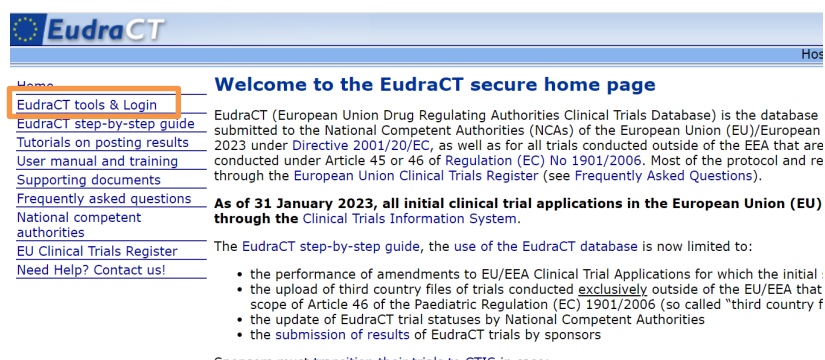 EudraCT
Hos
Home
EudraCT tools & Login
EudraCT step-by-step guide
Tutorials on posting results
User manual and training
Supporting documents
Frequently asked questions
National competent
authorities
EU Clinical Trials Register
Need Help? Contact us!
Welcome to the EudraCT secure home page
EudraCT (European Union Drug Regulating Authorities Clinical Trials Database) is the database
submitted to the National Competent Authorities (NCAs) of the European Union (EU)/European
2023 under Directive 2001/20/EC, as well as for all trials conducted outside of the EEA that are
conducted under Article 45 or 46 of Regulation (EC) No 1901/2006. Most of the protocol and re
through the European Union Clinical Trials Register (see Frequently Asked Questions).
As of 31 January 2023, all initial clinical trial applications in the European Union (EU)
through the Clinical Trials Information System.
The EudraCT step-by-step guide, the use of the EudraCT database is now limited to:
• the performance of amendments to EU/EEA Clinical Trial Applications for which the initial
• the upload of third country files of trials conducted exclusively outside of the EU/EEA that
scope of Article 46 of the Paediatric Regulation (EC) 1901/2006 (so called "third country f
• the update of EudraCT trial statuses by National Competent Authorities
• the submission of results of EudraCT trials by sponsors
Sponsors must transition their trials to CTIS in case: